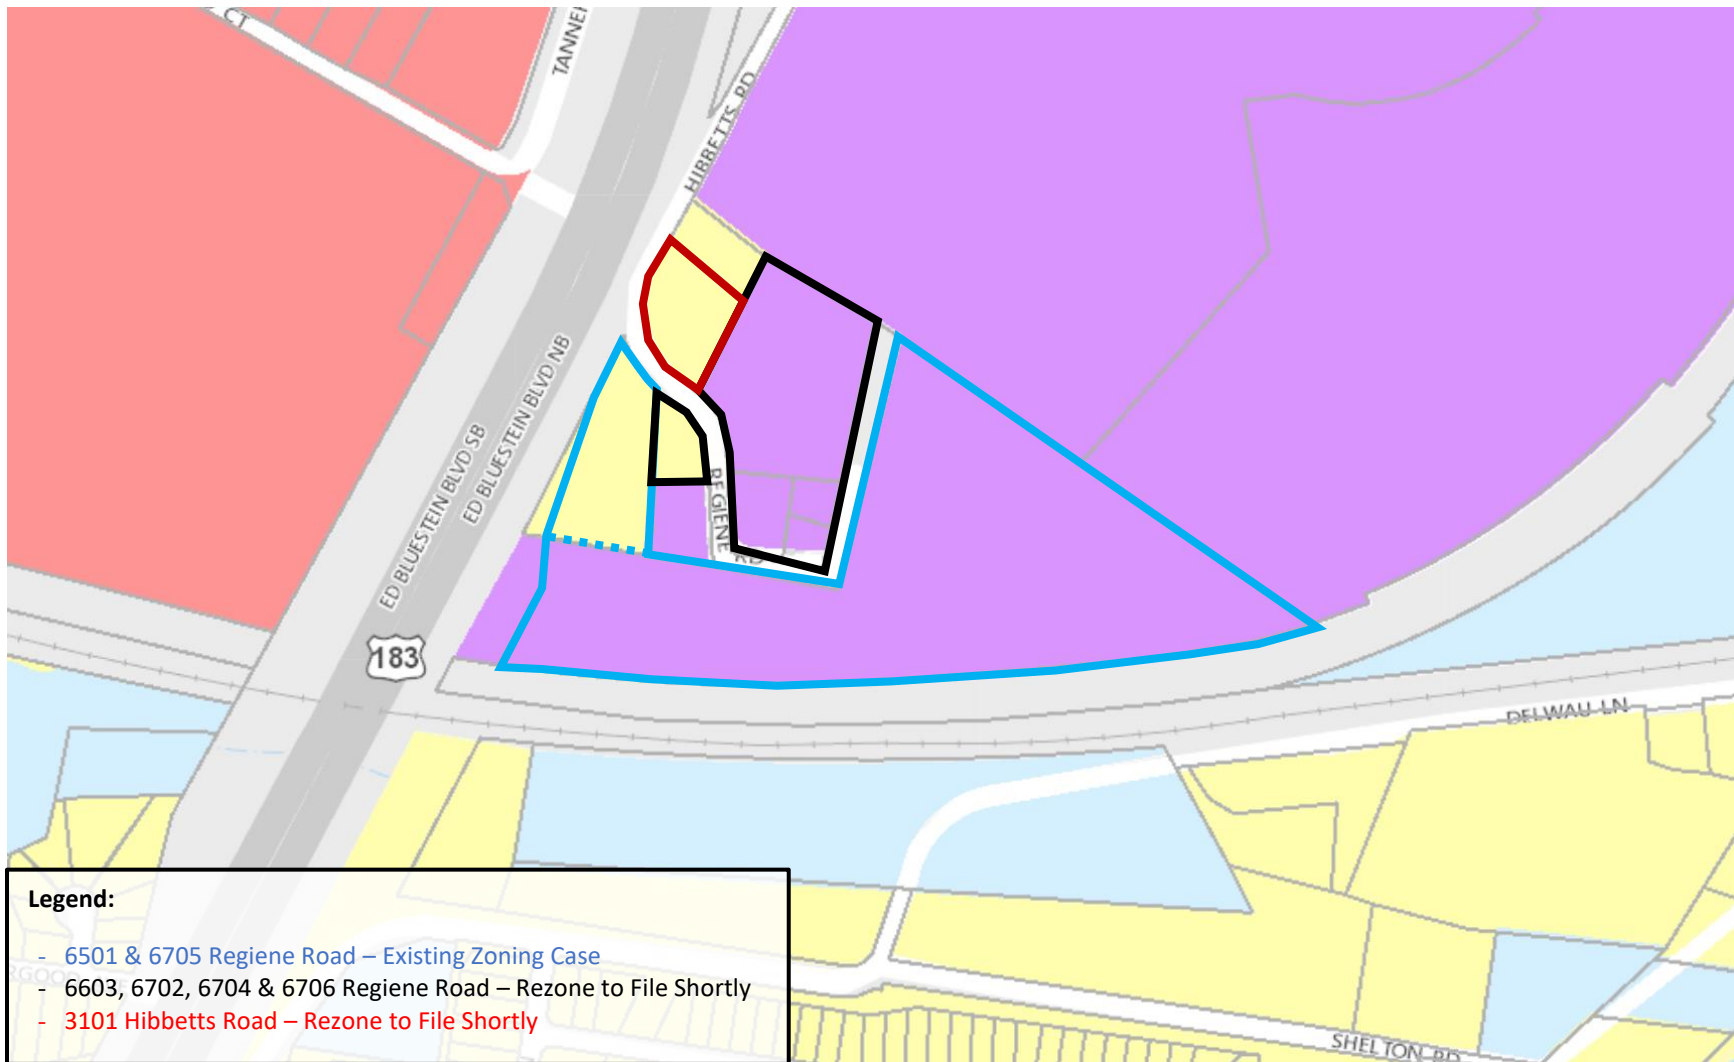 CT
HIBBETTS RD
ED BLUESTEIN BLVD SB
ED BLUESTEIN BLVD NB
REGIENE
RD
183
DELWAU LN
Legend:
- 6501 & 6705 Regiene Road – Existing Zoning Case
- 6603, 6702, 6704 & 6706 Regiene Road – Rezone to File Shortly
- 3101 Hibbetts Road – Rezone to File Shortly
SHELTON RD